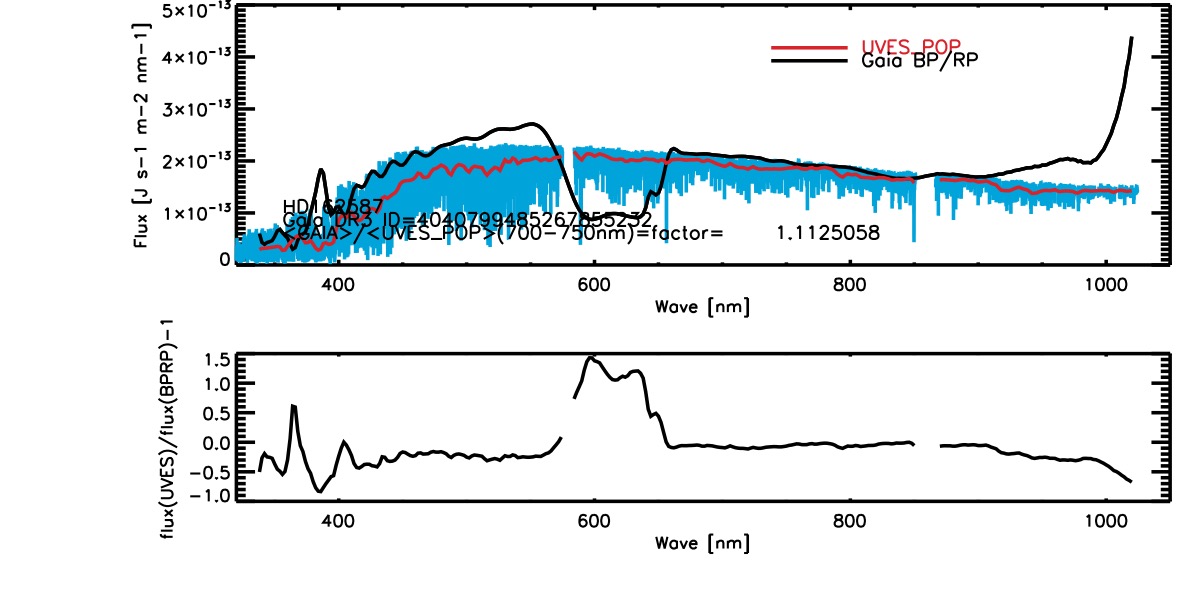 5×10−13
4×10−13
3×10−13
2×10−13
1×10−13
0
Flux [J s−1 m−2 nm−1]
UVES_POP
Gaia BP/RP
HD162587
Gaia DR3 ID=4040799485267855232
<GAIA>/<UVES_POP>(700−750nm)=factor= 1.1125058
400 600 800 1000
Wave [nm]
1.5
1.0
0.5
0.0
−0.5
−1.0
flux(UVES)/flux(BPRP)−1
400 600 800 1000
Wave [nm]